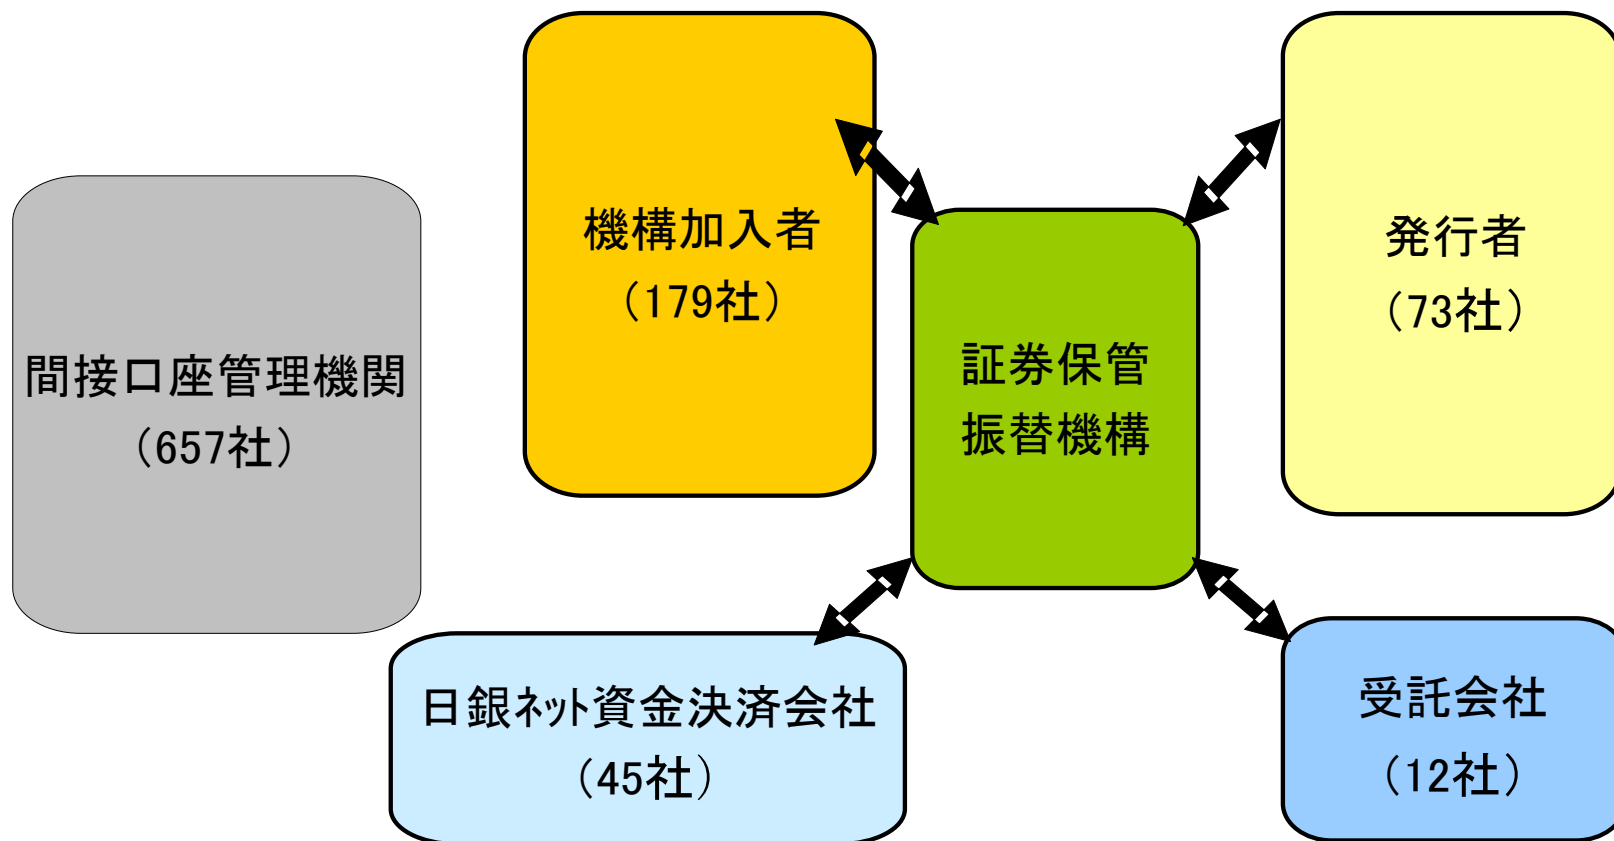 機構加入者
（179社）
発行者
（73社）
間接口座管理機関
（657社）
証券保管
振替機構
日銀ネット資金決済会社
（45社）
受託会社
（12社）